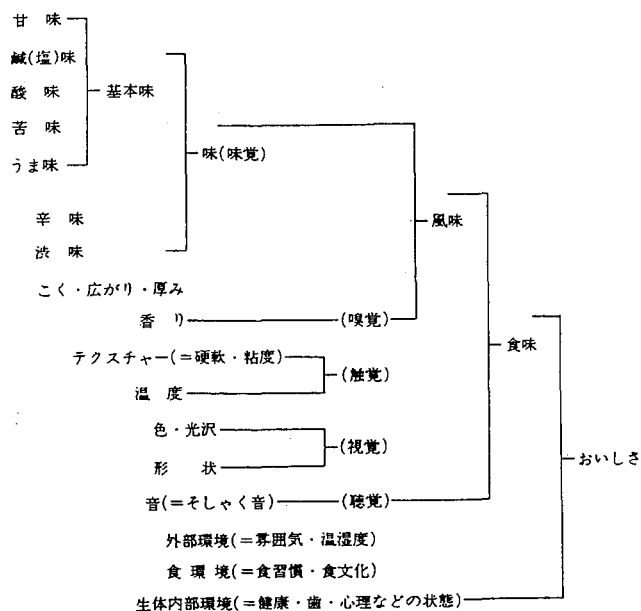 甘味
鹹(塩)味
酸味
基本味
苦味
味(味覚)
うま味
辛味
風味
渋味
こく・広がり・厚み
香り
(嗅覚)
食味
テクスチャー(=硬軟・粘度)
(触覚)
温度
色・光沢
(視覚)
おいしさ
形状
音(=そしゃく音)
(聴覚)
外部環境(=雰囲気・温湿度)
食環境(=食習慣・食文化)
生体内部環境(=健康・歯・心理などの状態)